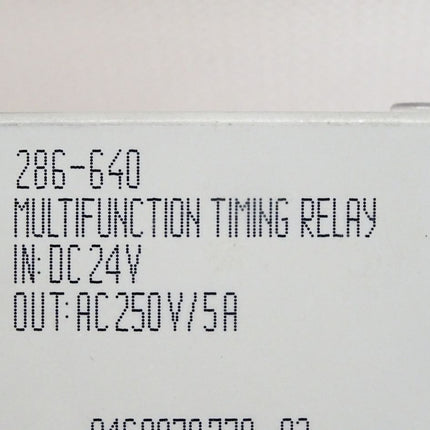 286-640
MULTIFUNCTION TIMING RELAY
IN: DC 24V
OUT: AC 250V/5A